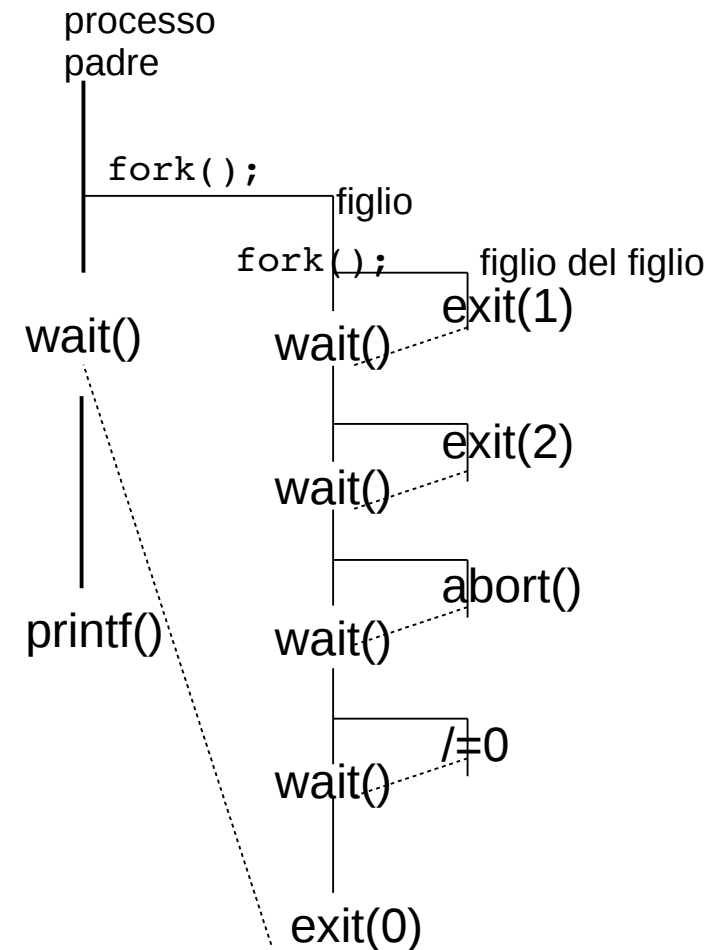 processo
padre
fork();
figlio
fork();
figlio del figlio
exit(1)
wait()
wait()
exit(2)
wait()
abort()
printf()
wait()
/=0
wait()
exit(0)